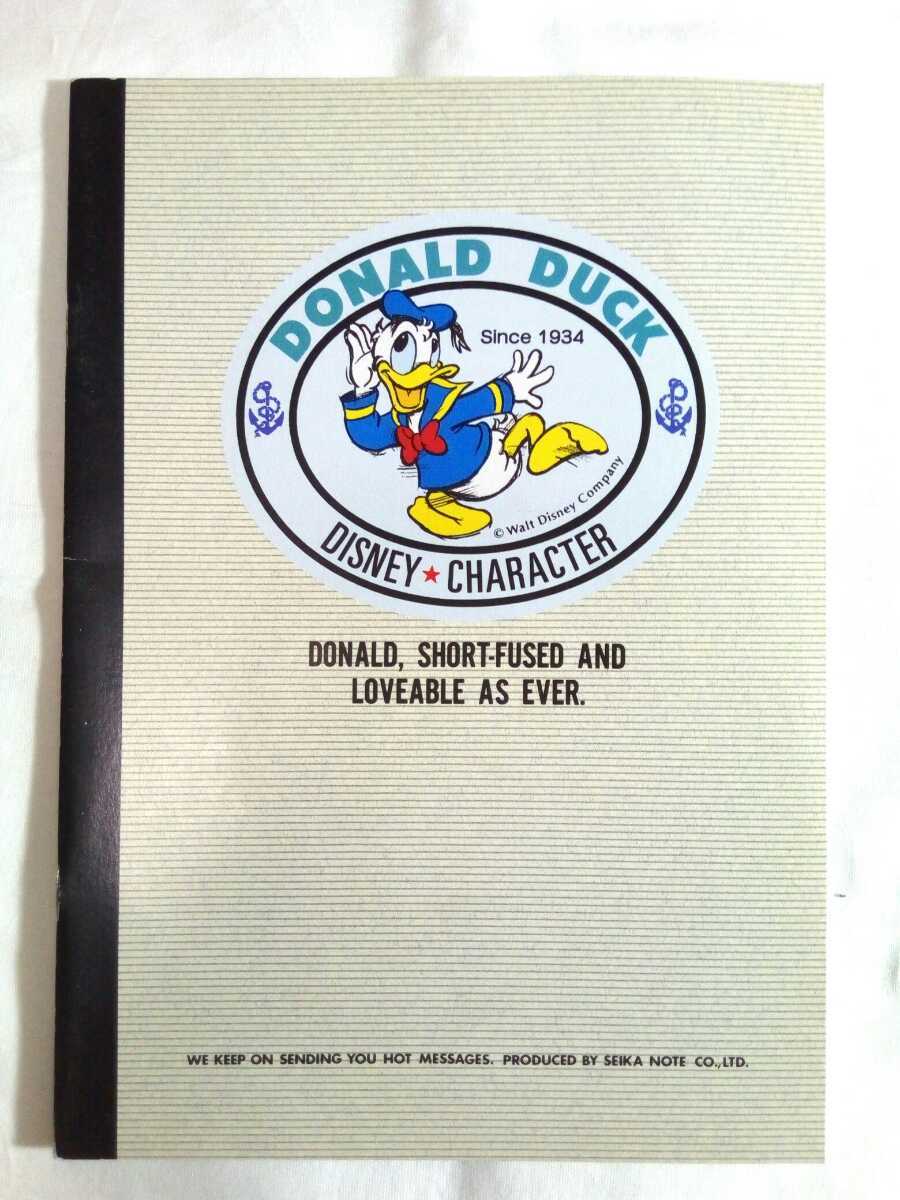 DONALD DUCK
Since 1934
© Walt Disney Company
DISNEY ★ CHARACTER
DONALD, SHORT-FUSED AND
LOVEABLE AS EVER.
WE KEEP ON SENDING YOU HOT MESSAGES. PRODUCED BY SEIKA NOTE CO.,LTD.